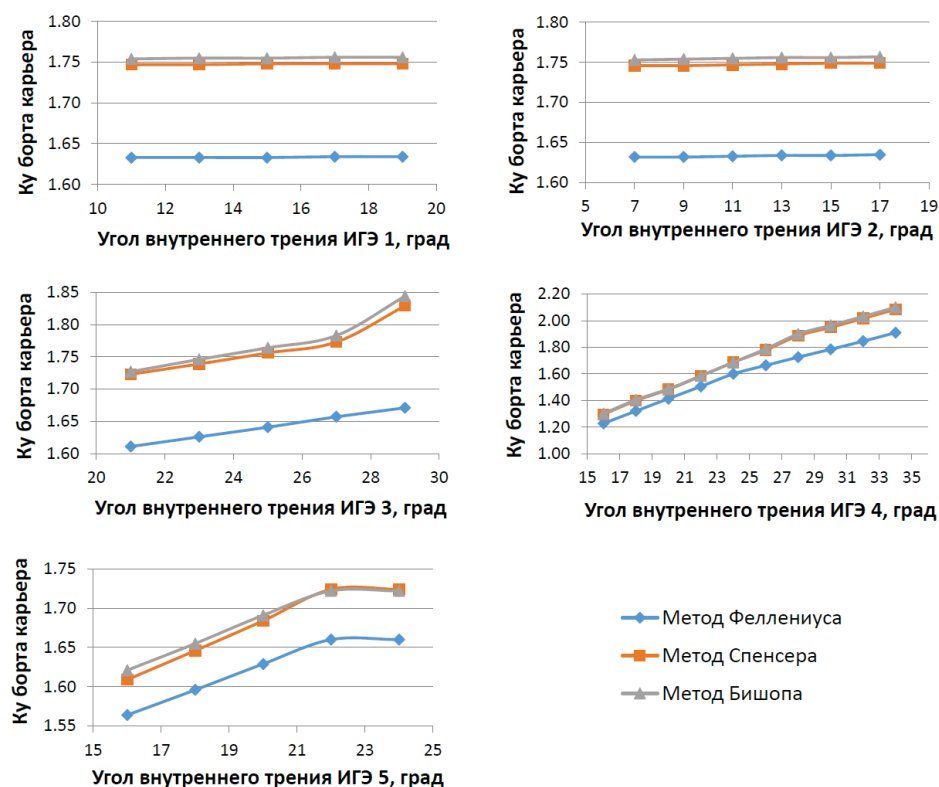 Ку борта карьера
1.80
1.75
1.70
1.65
1.60
10 12 14 16 18 20
Угол внутреннего трения ИГЭ 1, град
Ку борта карьера
1.80
1.75
1.70
1.65
1.60
5 7 9 11 13 15 17 19
Угол внутреннего трения ИГЭ 2, град
Ку борта карьера
1.85
1.80
1.75
1.70
1.65
1.60
20 22 24 26 28 30
Угол внутреннего трения ИГЭ 3, град
Ку борта карьера
2.20
2.00
1.80
1.60
1.40
1.20
1.00
15 17 19 21 23 25 27 29 31 33 35
Угол внутреннего трения ИГЭ 4, град
Ку борта карьера
1.75
1.70
1.65
1.60
1.55
15 17 19 21 23 25
Угол внутреннего трения ИГЭ 5, град
Метод Феллениуса
Метод Спенсера
Метод Бишопа